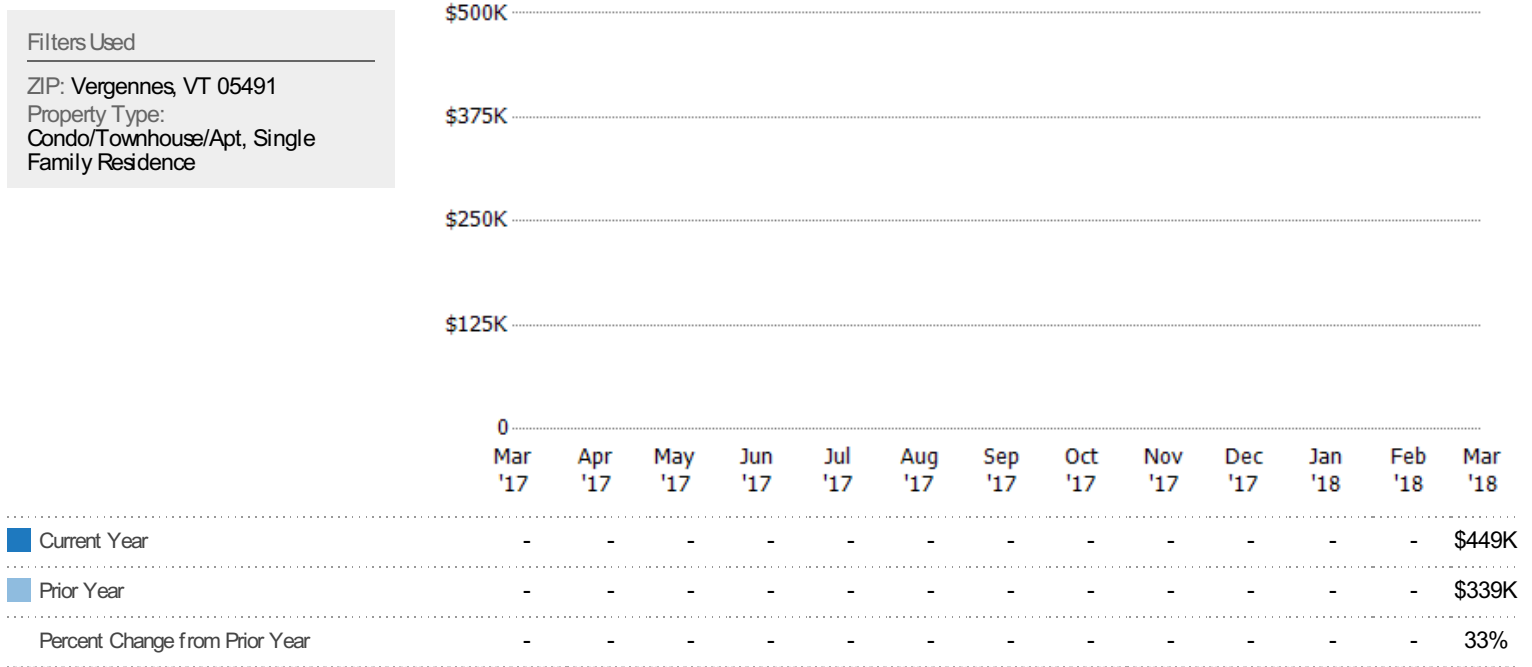 Filters Used
ZIP: Vergennes, VT 05491
Property Type:
Condo/Townhouse/Apt, Single
Family Residence
$500K
$375K
$250K
$125K
0
Mar Apr May Jun Jul Aug Sep Oct Nov Dec Jan Feb Mar
'17 '17 '17 '17 '17 '17 '17 '17 '17 '17 '18 '18 '18
Current Year - - - - - - - - - - - - $449K
Prior Year - - - - - - - - - - - - $339K
Percent Change from Prior Year - - - - - - - - - - - - 33%